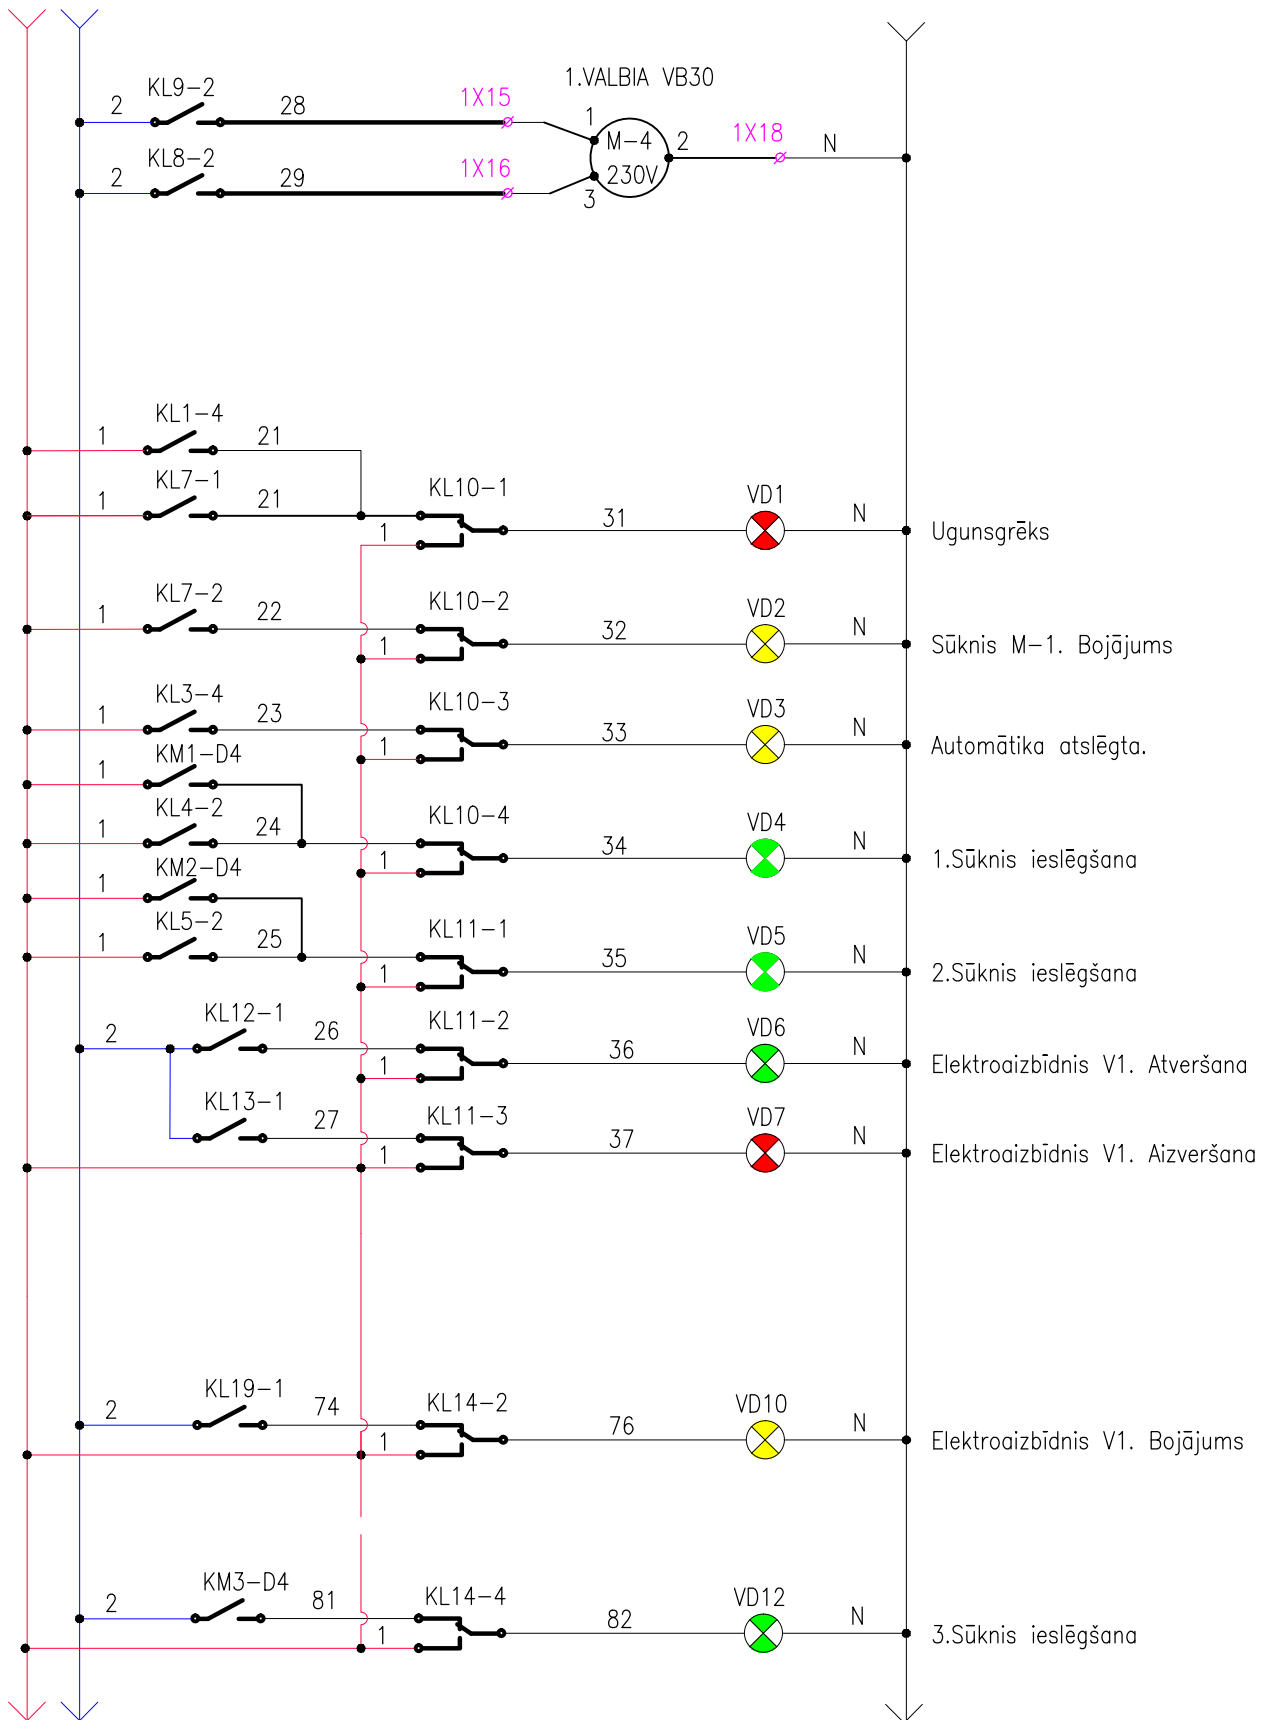 1.VALBIA VB30
KL9-2
2
28
1X15
1
M-4
2
1X18
N
KL8-2
2
29
1X16
230V
3
KL1-4
1
21
KL7-1
1
21
KL10-1
1
31
VD1
N
Ugunsgrēks
KL7-2
1
22
KL10-2
1
32
VD2
N
Sūknis M-1. Bojājums
KL3-4
1
23
KL10-3
1
33
VD3
N
Automātika atslēgta.
KM1-D4
1
KL4-2
1
24
KL10-4
1
34
VD4
N
1.Sūknis ieslēgšana
KM2-D4
1
KL5-2
1
25
KL11-1
1
35
VD5
N
2.Sūknis ieslēgšana
KL12-1
2
26
KL11-2
1
36
VD6
N
Elektroaizbīdnis V1. Atveršana
KL13-1
27
KL11-3
1
37
VD7
N
Elektroaizbīdnis V1. Aizveršana
KL19-1
2
74
KL14-2
1
76
VD10
N
Elektroaizbīdnis V1. Bojājums
KM3-D4
2
81
KL14-4
1
82
VD12
N
3.Sūknis ieslēgšana